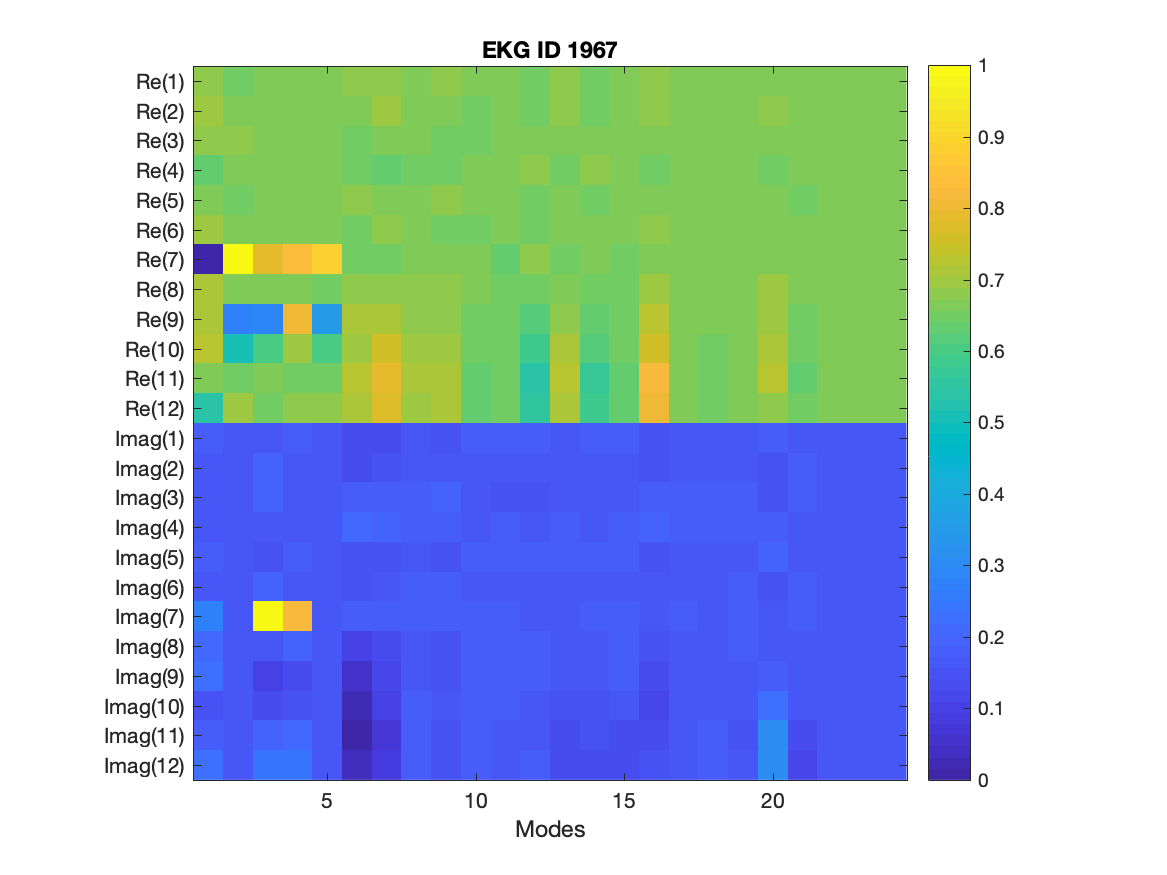 EKG ID 1967
Re(1)
Re(2)
Re(3)
Re(4)
Re(5)
Re(6)
Re(7)
Re(8)
Re(9)
Re(10)
Re(11)
Re(12)
Imag(1)
Imag(2)
Imag(3)
Imag(4)
Imag(5)
Imag(6)
Imag(7)
Imag(8)
Imag(9)
Imag(10)
Imag(11)
Imag(12)
5 10 15 20
Modes
1
0.9
0.8
0.7
0.6
0.5
0.4
0.3
0.2
0.1
0